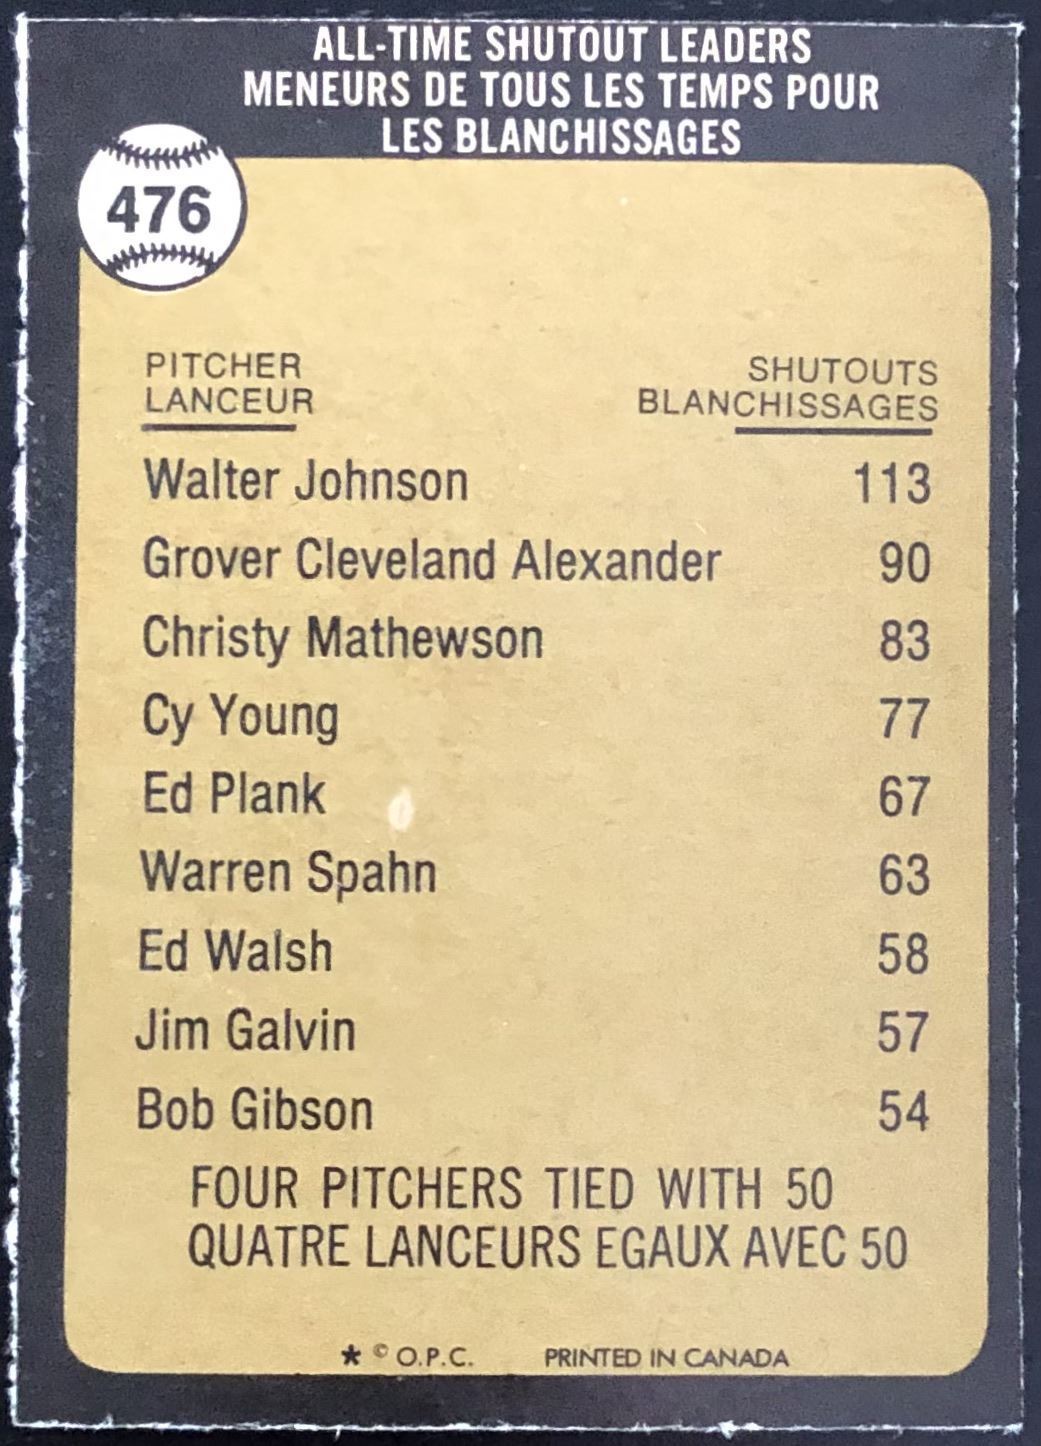 ALL-TIME SHUTOUT LEADERS
MENEURS DE TOUS LES TEMPS POUR
LES BLANCHISSAGES
476
PITCHER SHUTOUTS
LANCEUR BLANCHISSAGES
Walter Johnson 113
Grover Cleveland Alexander 90
Christy Mathewson 83
Cy Young 77
Ed Plank 67
Warren Spahn 63
Ed Walsh 58
Jim Galvin 57
Bob Gibson 54
FOUR PITCHERS TIED WITH 50
QUATRE LANCEURS EGAUX AVEC 50
★ © O.P.C. PRINTED IN CANADA